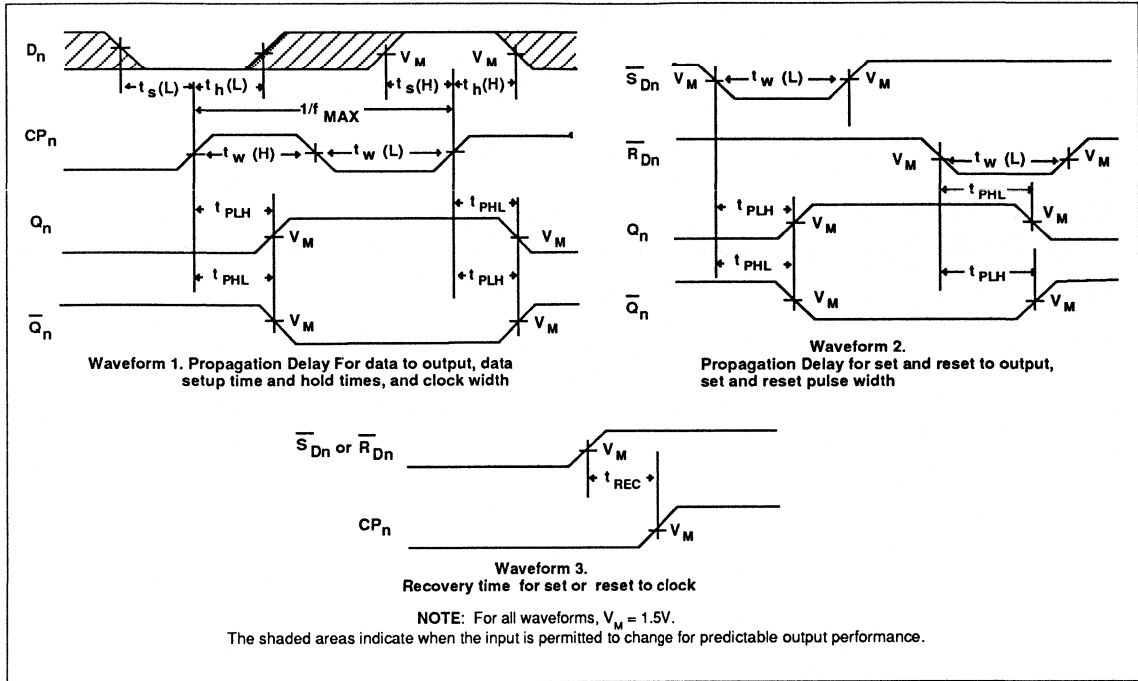 Dn
VM VM
ts(L) th(L) ts(H) th(H)
1/f MAX
CPn
tw (H) tw (L)
tPLH tPHL
Qn
VM VM
tPHL tPLH
Q̅n
VM VM
Waveform 1. Propagation Delay For data to output, data
setup time and hold times, and clock width
S̅Dn VM tw (L) VM
R̅Dn VM tw (L) VM
tPHL
tPLH
Qn VM VM
tPHL tPLH
Q̅n VM VM
Waveform 2.
Propagation Delay for set and reset to output,
set and reset pulse width
S̅Dn or R̅Dn
VM
tREC
CPn
VM
Waveform 3.
Recovery time for set or reset to clock
NOTE: For all waveforms, VM = 1.5V.
The shaded areas indicate when the input is permitted to change for predictable output performance.